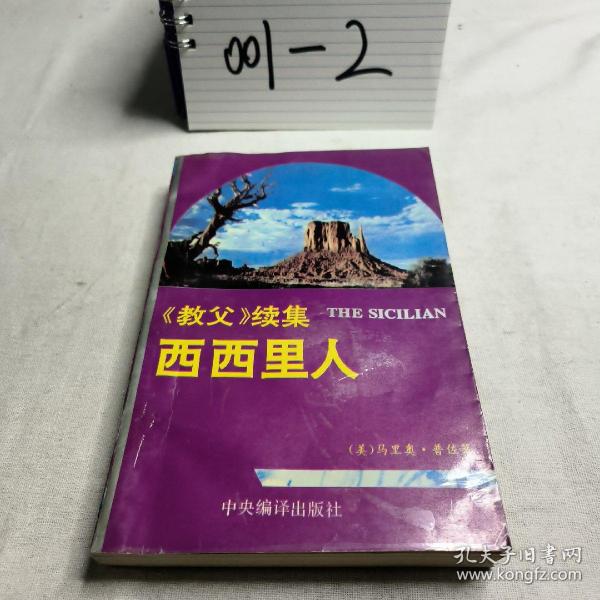 001-2
《教父》续集 THE SICILIAN
西西里人
(美)马里奥·普佐著
中央编译出版社
孔夫子旧书网
www.kongfz.com